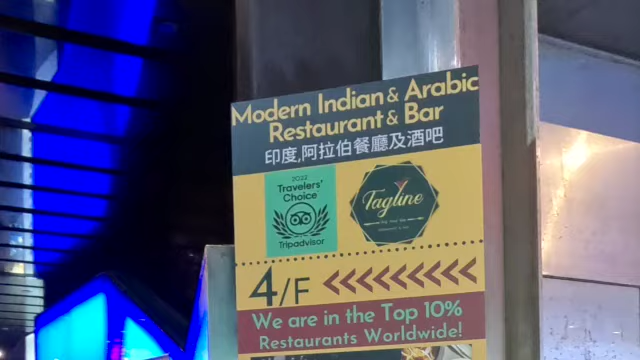 Modern Indian & Arabic
Restaurant & Bar
印度,阿拉伯餐廳及酒吧
2022
Travelers'
Choice
Tripadvisor
Tagline
4/F
We are in the Top 10%
Restaurants Worldwide!